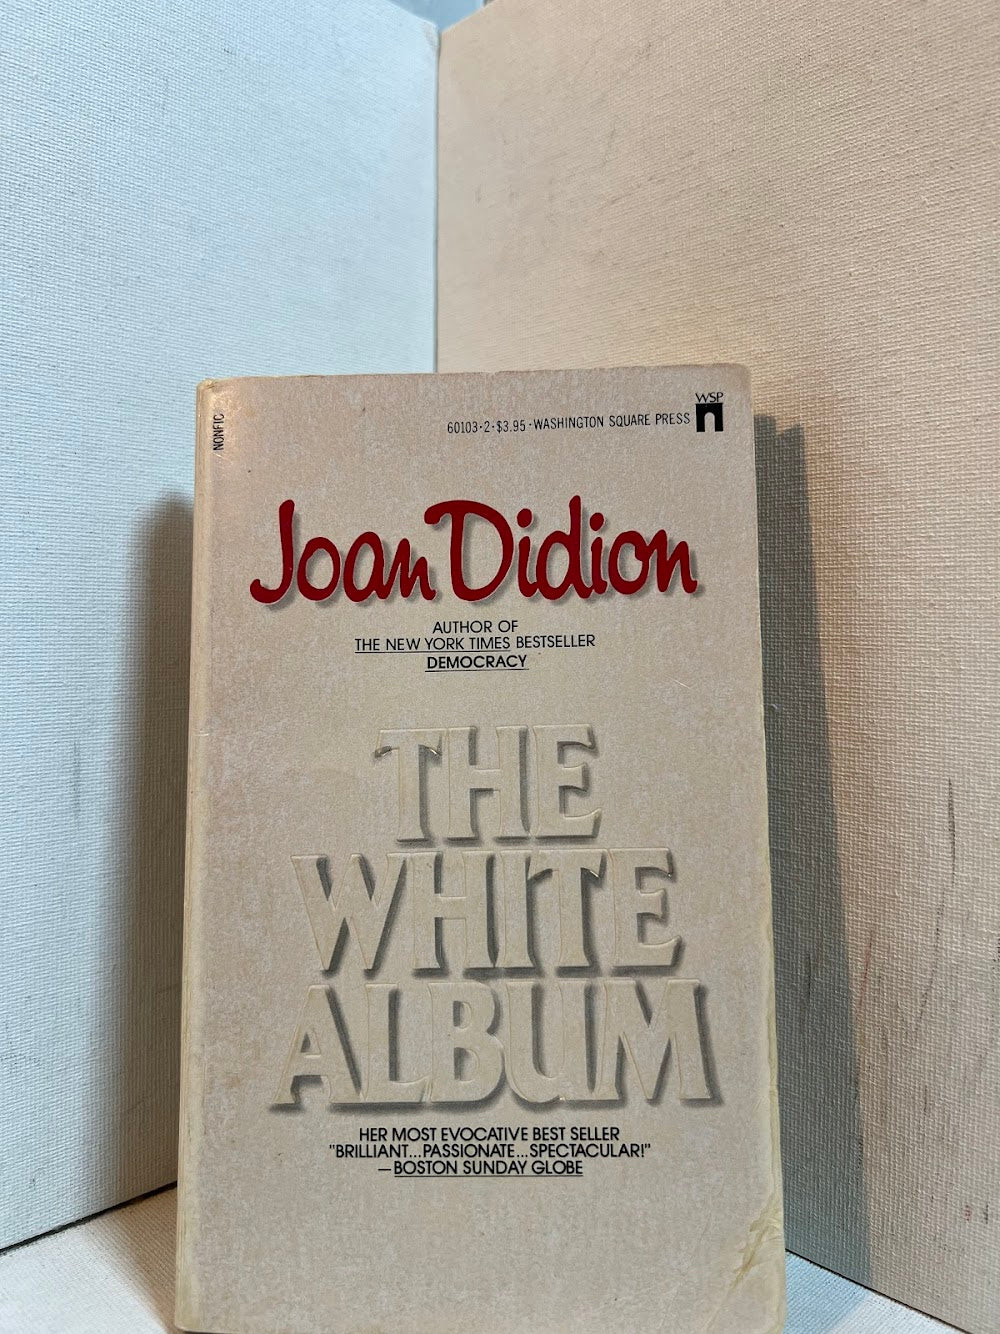 NONFIC
WSP
60103-2-$3.95-WASHINGTON SQUARE PRESS
Joan Didion
AUTHOR OF
THE NEW YORK TIMES BESTSELLER
DEMOCRACY
THE
WHITE
ALBUM
HER MOST EVOCATIVE BEST SELLER
"BRILLIANT...PASSIONATE...SPECTACULAR!"
—BOSTON SUNDAY GLOBE